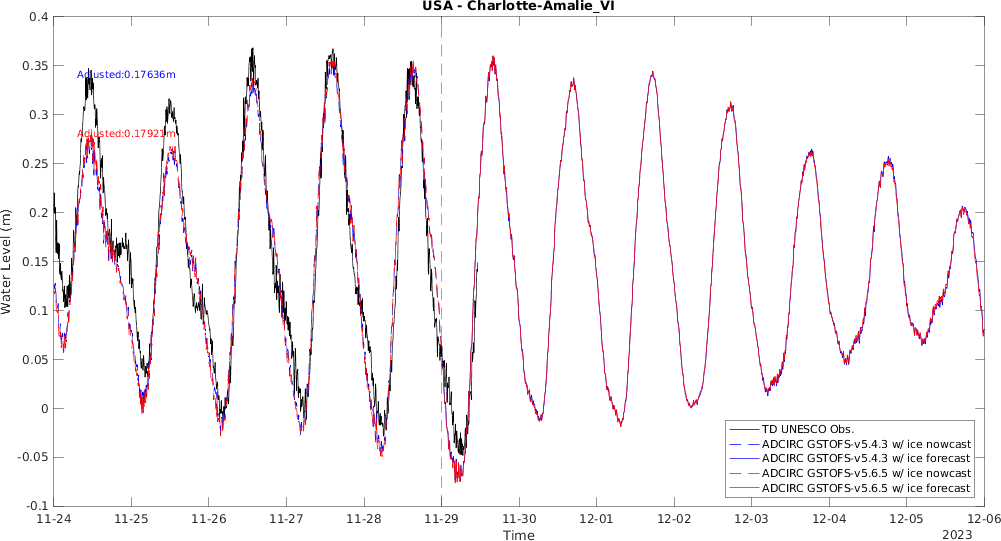 USA - Charlotte-Amalie_VI
0.4
0.35
0.3
0.25
0.2
0.15
0.1
0.05
0
-0.05
-0.1
Water Level (m)
Adjusted:0.17636m
Adjusted:0.17921m
TD UNESCO Obs.
ADCIRC GSTOFS-v5.4.3 w/ ice nowcast
ADCIRC GSTOFS-v5.4.3 w/ ice forecast
ADCIRC GSTOFS-v5.6.5 w/ ice nowcast
ADCIRC GSTOFS-v5.6.5 w/ ice forecast
11-24 11-25 11-26 11-27 11-28 11-29 11-30 12-01 12-02 12-03 12-04 12-05 12-06
Time
2023